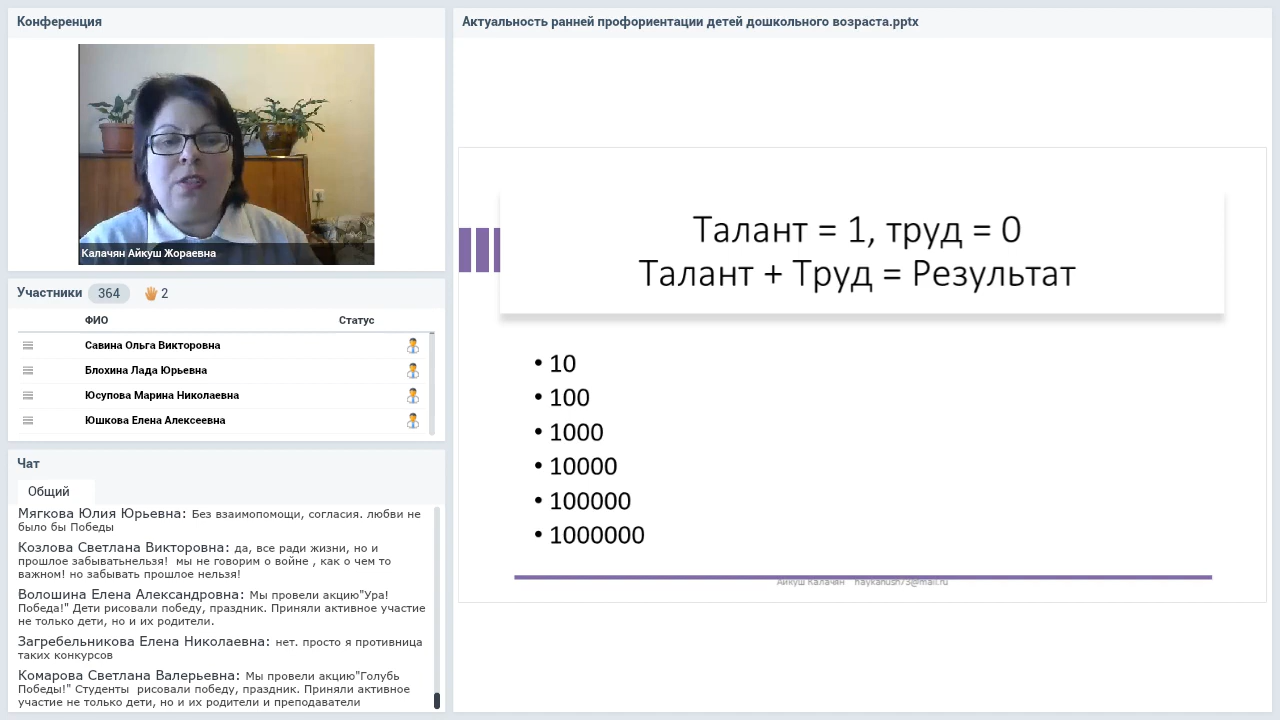 Конференция
Калачян Айкуш Жораевна
Участники 364 2
ФИО Статус
Савина Ольга Викторовна
Блохина Лада Юрьевна
Юсупова Марина Николаевна
Юшкова Елена Алексеевна
Чат
Общий
Мягкова Юлия Юрьевна: Без взаимопомощи, согласия. любви не
было бы Победы
Козлова Светлана Викторовна: да, все ради жизни, но и
прошлое забыватьнельзя! мы не говорим о войне , как о чем то
важном! но забывать прошлое нельзя!
Волошина Елена Александровна: Мы провели акцию"Ура!
Победа!" Дети рисовали победу, праздник. Приняли активное участие
не только дети, но и их родители.
Загребельникова Елена Николаевна: нет. просто я противница
таких конкурсов
Комарова Светлана Валерьевна: Мы провели акцию"Голубь
Победы!" Студенты рисовали победу, праздник. Приняли активное
участие не только дети, но и их родители и преподаватели
Актуальность ранней профориентации детей дошкольного возраста.pptx
Талант = 1, труд = 0
Талант + Труд = Результат
• 10
• 100
• 1000
• 10000
• 100000
• 1000000
Айкуш Калачян haykanush73@mail.ru